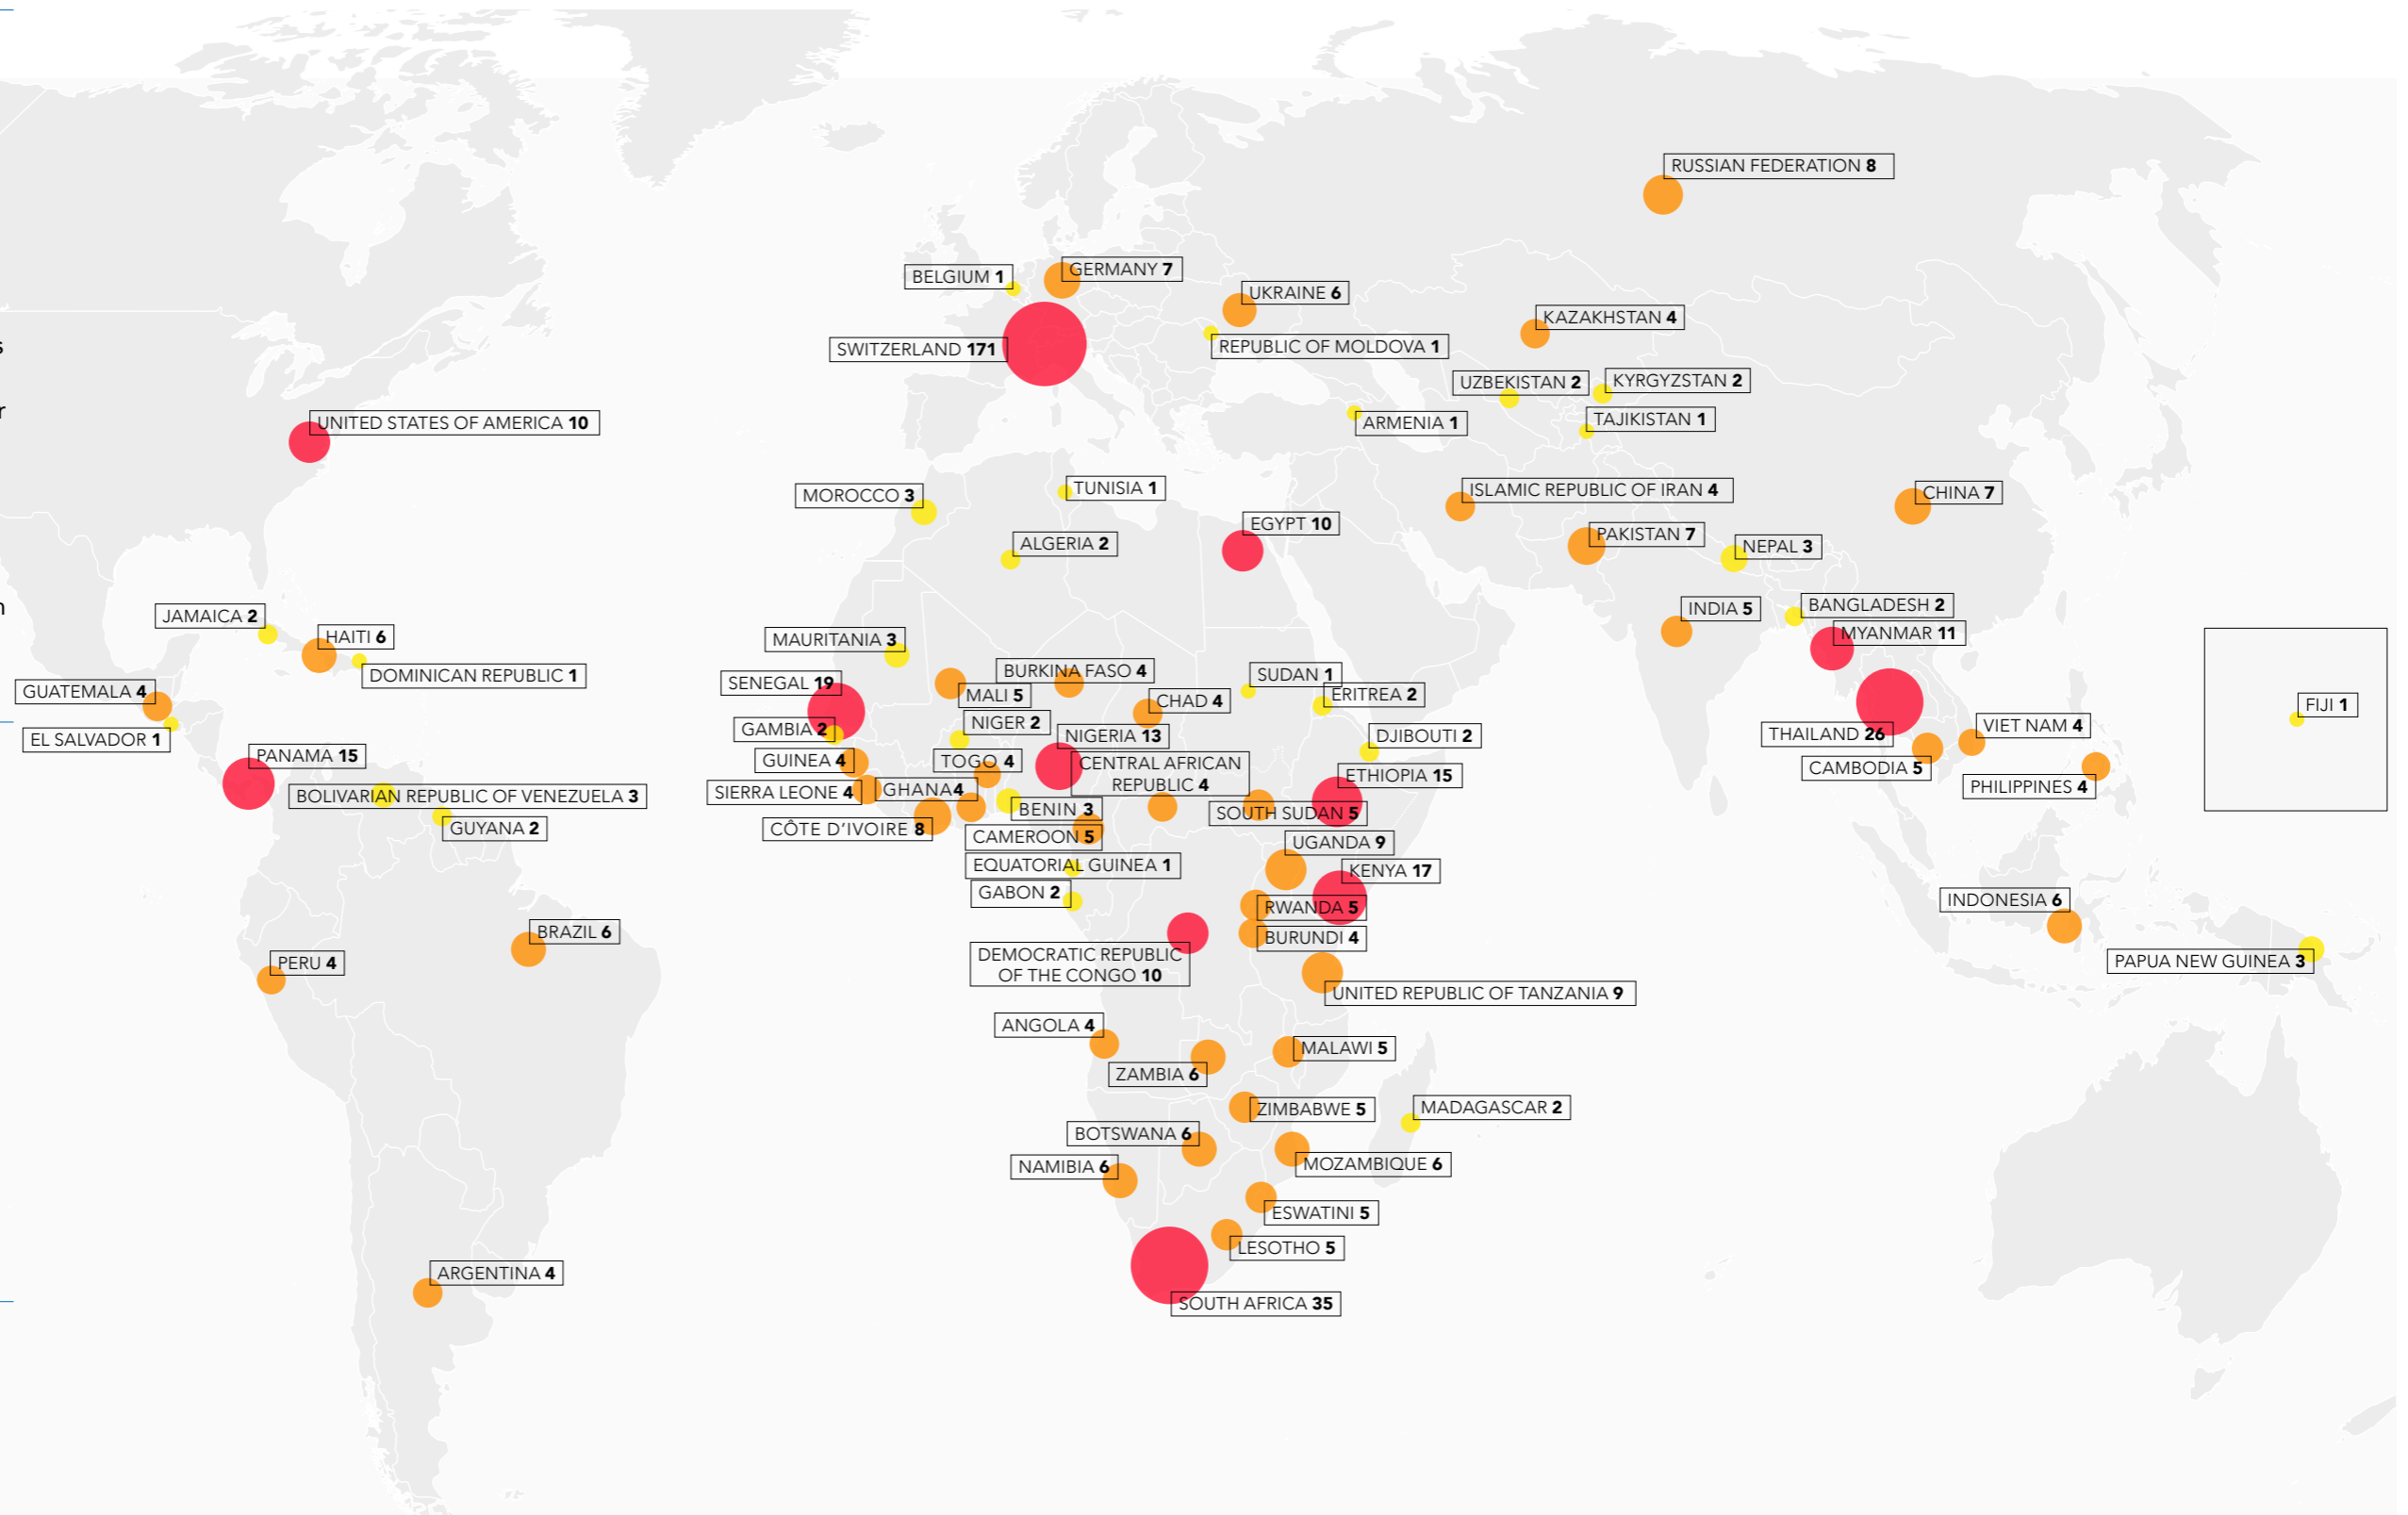 RUSSIAN FEDERATION 8
BELGIUM 1
GERMANY 7
UKRAINE 6
KAZAKHSTAN 4
SWITZERLAND 171
REPUBLIC OF MOLDOVA 1
s
UZBEKISTAN 2
KYRGYZSTAN 2
r
UNITED STATES OF AMERICA 10
ARMENIA 1
TAJIKISTAN 1
MOROCCO 3
TUNISIA 1
ISLAMIC REPUBLIC OF IRAN 4
CHINA 7
EGYPT 10
PAKISTAN 7
ALGERIA 2
NEPAL 3
n
JAMAICA 2
INDIA 5
BANGLADESH 2
HAITI 6
MAURITANIA 3
MYANMAR 11
DOMINICAN REPUBLIC 1
SENEGAL 19
BURKINA FASO 4
SUDAN 1
GUATEMALA 4
MALI 5
CHAD 4
ERITREA 2
FIJI 1
EL SALVADOR 1
GAMBIA 2
NIGER 2
NIGERIA 13
DJIBOUTI 2
THAILAND 26
VIET NAM 4
PANAMA 15
GUINEA 4
TOGO 4
CENTRAL AFRICAN
REPUBLIC 4
ETHIOPIA 15
CAMBODIA 5
PHILIPPINES 4
BOLIVARIAN REPUBLIC OF VENEZUELA 3
SIERRA LEONE 4
GHANA4
BENIN 3
SOUTH SUDAN 5
GUYANA 2
CÔTE D’IVOIRE 8
CAMEROON 5
UGANDA 9
EQUATORIAL GUINEA 1
KENYA 17
GABON 2
RWANDA 5
INDONESIA 6
BRAZIL 6
BURUNDI 4
PERU 4
DEMOCRATIC REPUBLIC
OF THE CONGO 10
PAPUA NEW GUINEA 3
UNITED REPUBLIC OF TANZANIA 9
ANGOLA 4
MALAWI 5
ZAMBIA 6
ZIMBABWE 5
MADAGASCAR 2
BOTSWANA 6
NAMIBIA 6
MOZAMBIQUE 6
ESWATINI 5
LESOTHO 5
ARGENTINA 4
SOUTH AFRICA 35